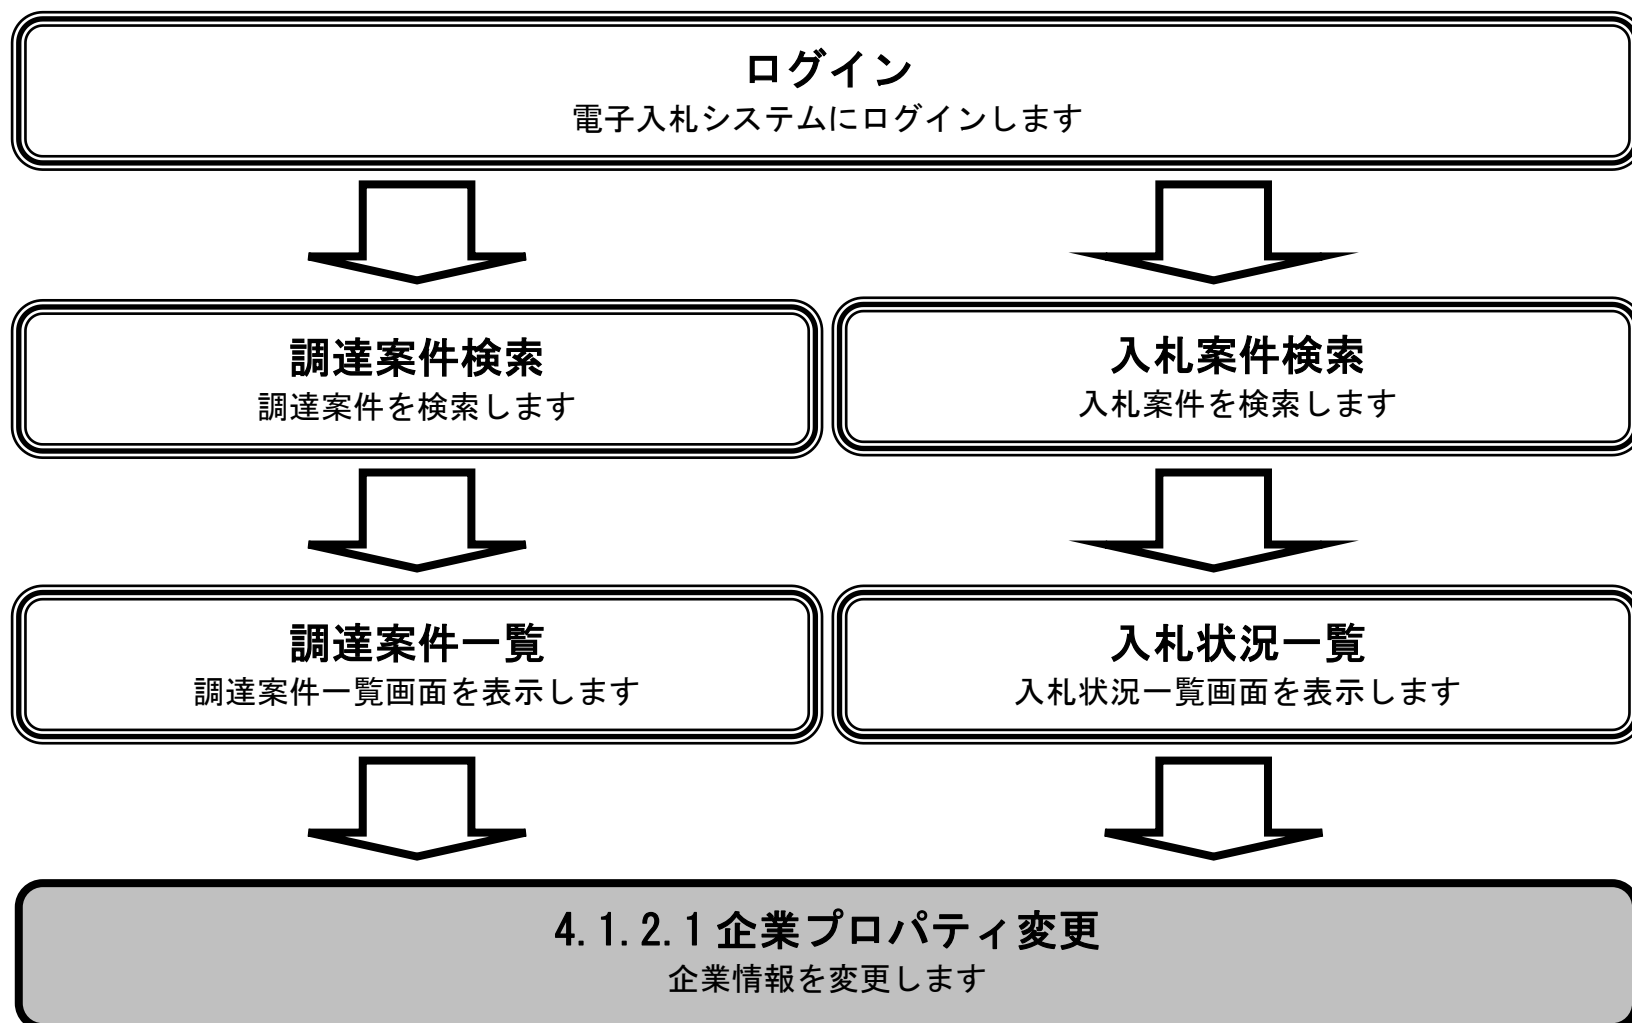 ログイン
電子入札システムにログインします
調達案件検索
調達案件を検索します
入札案件検索
入札案件を検索します
調達案件一覧
調達案件一覧画面を表示します
入札状況一覧
入札状況一覧画面を表示します
4.1.2.1 企業プロパティ変更
企業情報を変更します